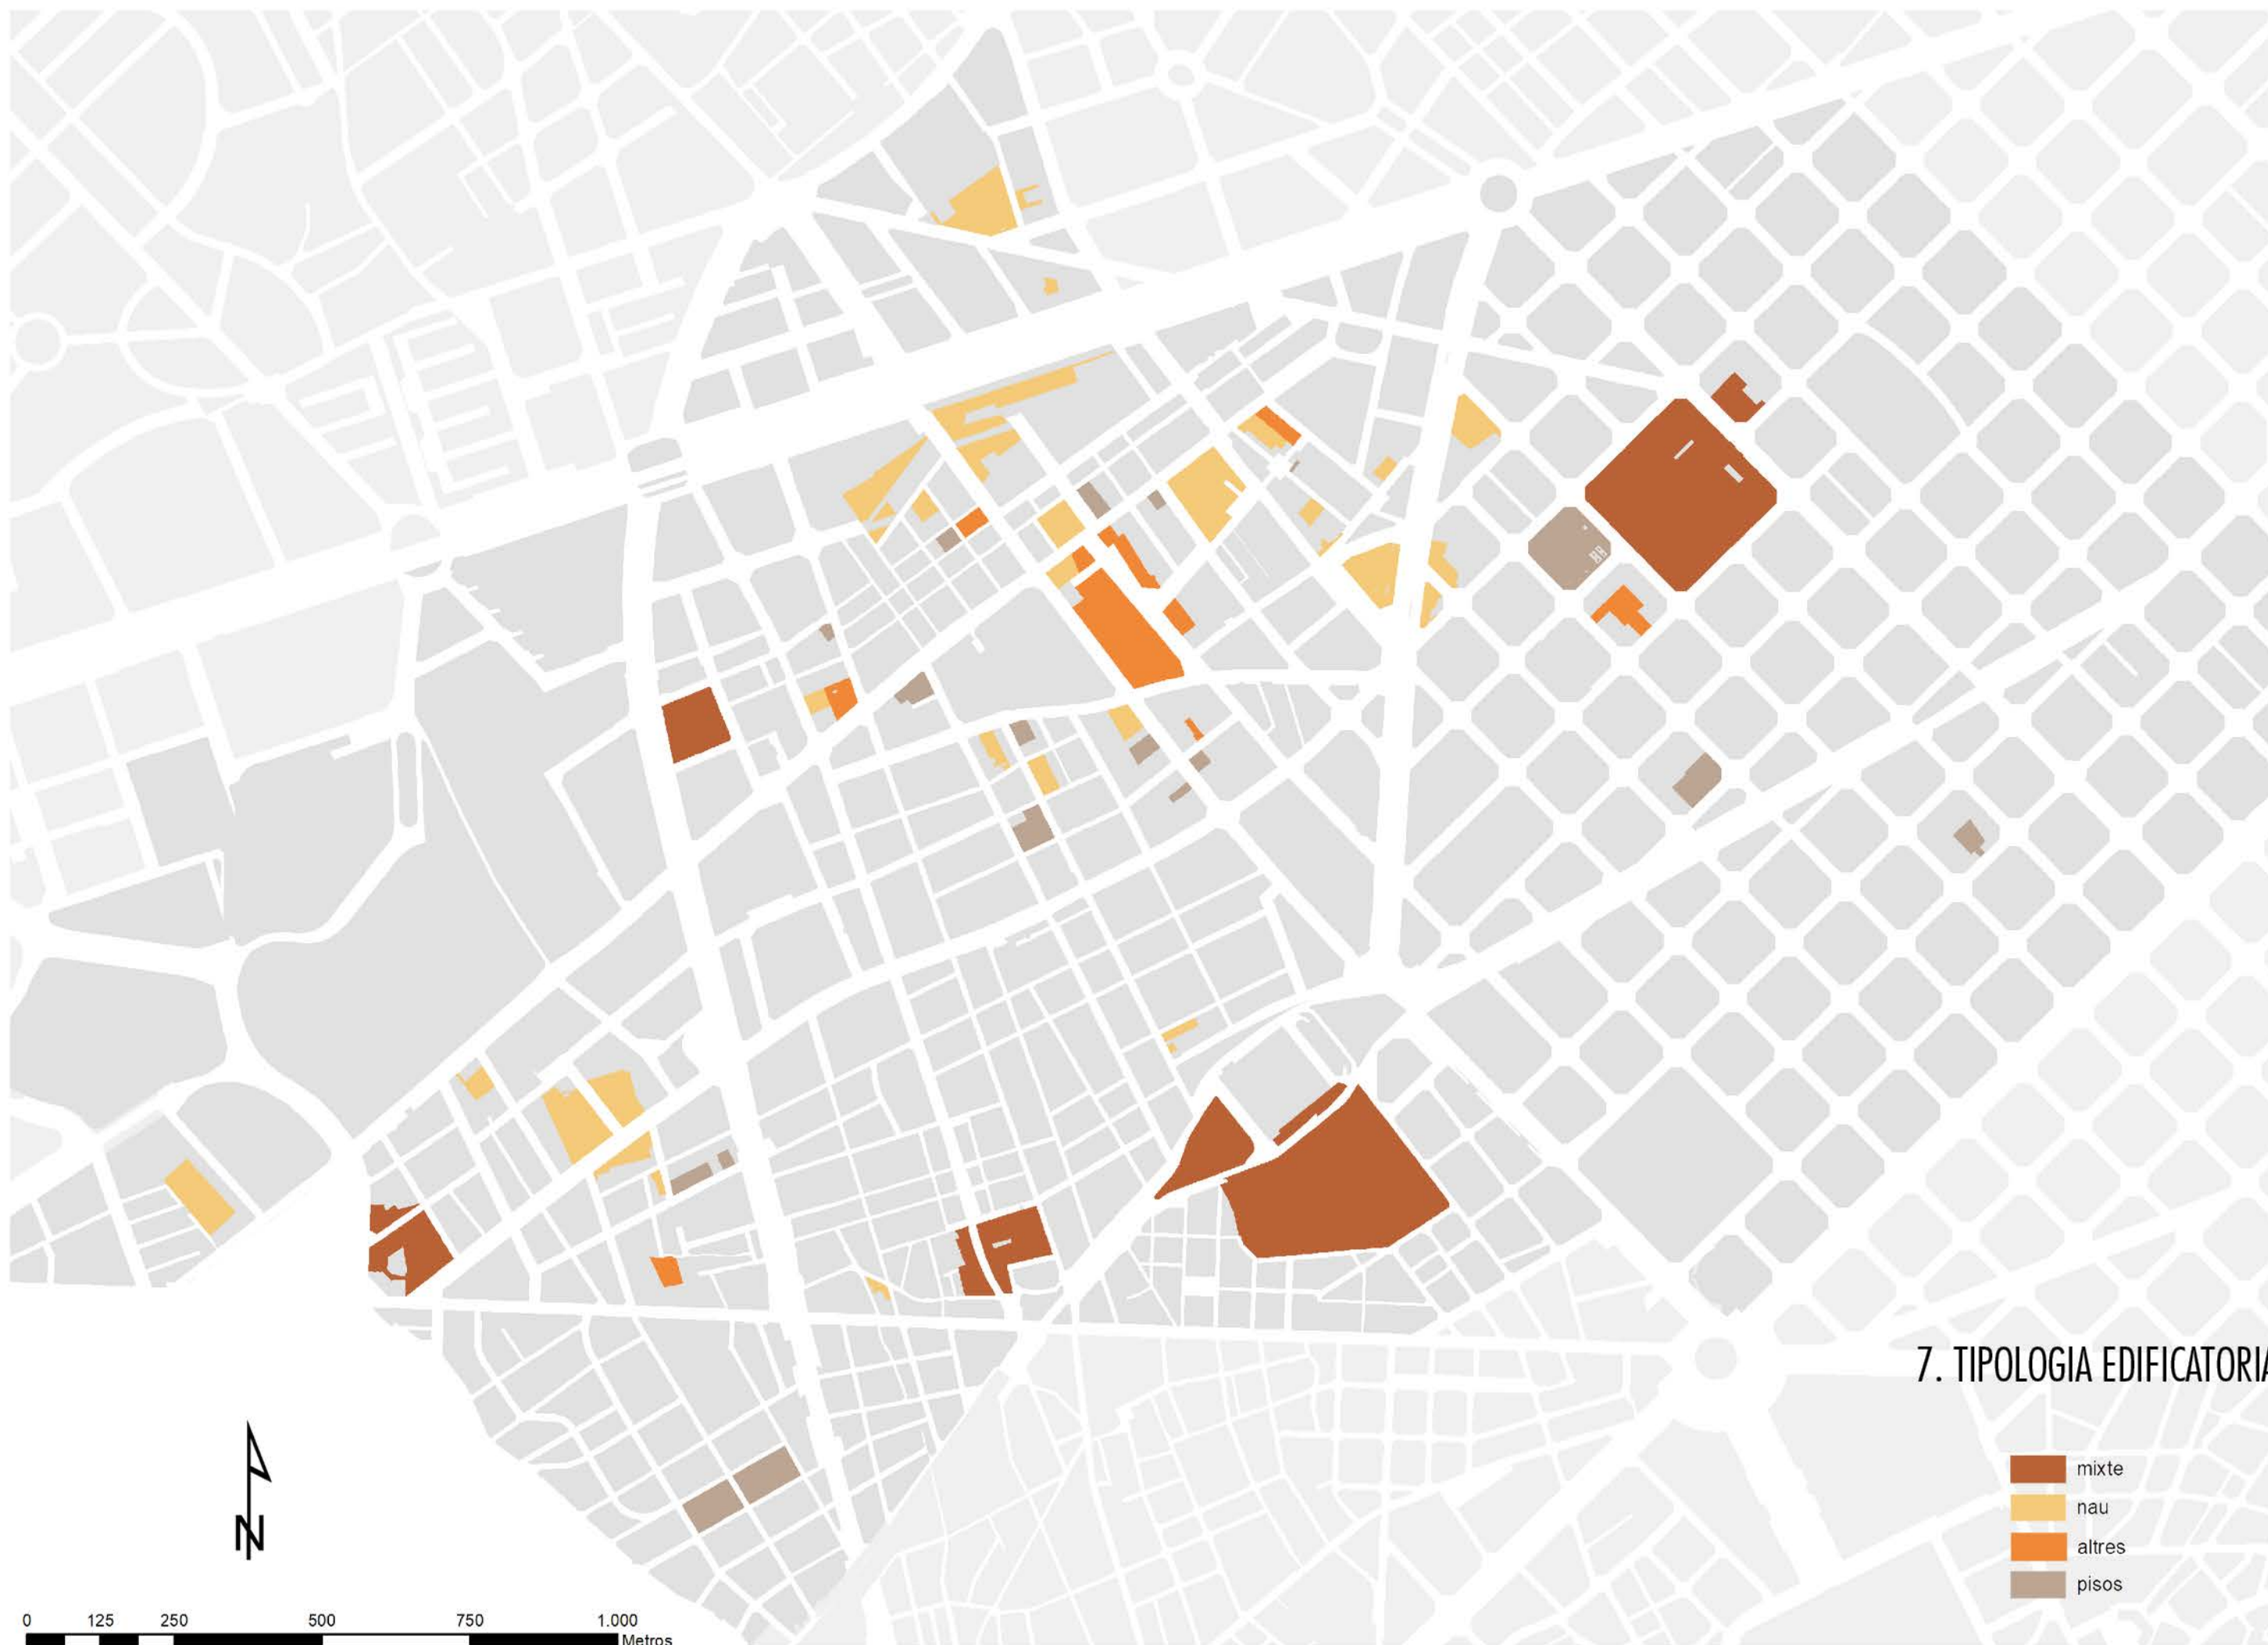 7. TIPOLOGIA EDIFICATORIA
mixte
nau
altres
pisos
N
0 125 250 500 750 1.000
Metros